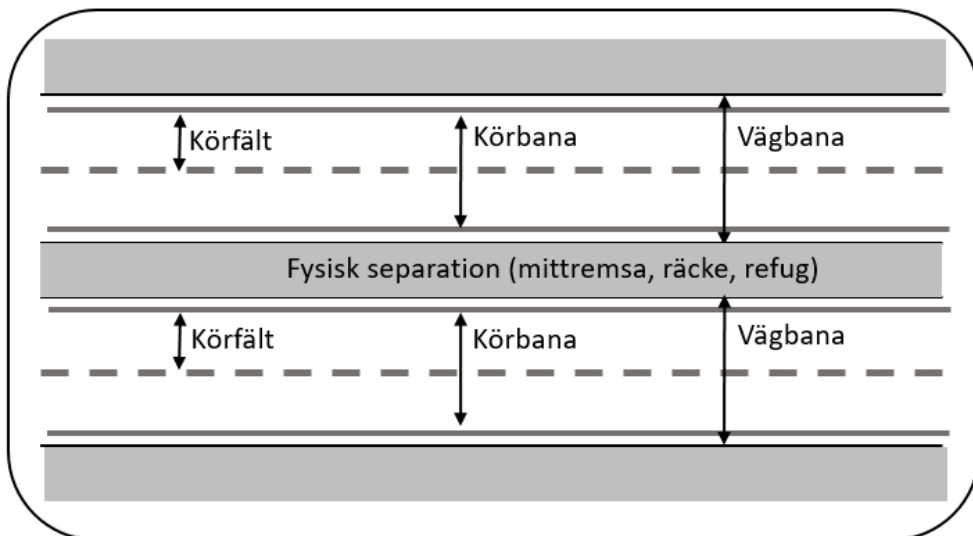 Körfält
Körbana
Vägbana
Fysisk separation (mittremsa, räcke, refug)
Körfält
Körbana
Vägbana